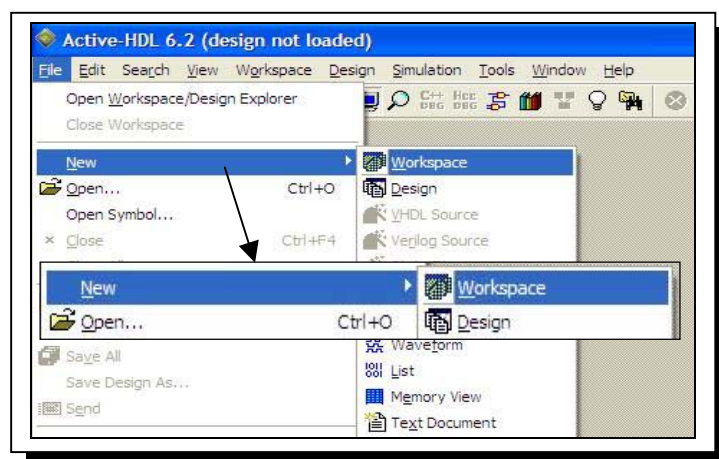 Active-HDL 6.2 (design not loaded)
File Edit Search View Workspace Design Simulation Tools Window Help
Open Workspace/Design Explorer
C++ DBG DBG
Close Workspace
New
Workspace
Open... Ctrl+O
Design
Open Symbol...
VHDL Source
Close Ctrl+F4
Verilog Source
New
Workspace
Open... Ctrl+O
Design
Waveform
Save All
List
Save Design As...
Memory View
Send
Text Document